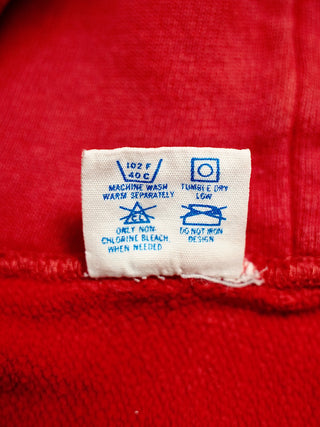 102 F
40 C
MACHINE WASH
WARM SEPARATELY
TUMBLE DRY
LOW
CL
ONLY NON-
CHLORINE BLEACH,
WHEN NEEDED
DO NOT IRON
DESIGN